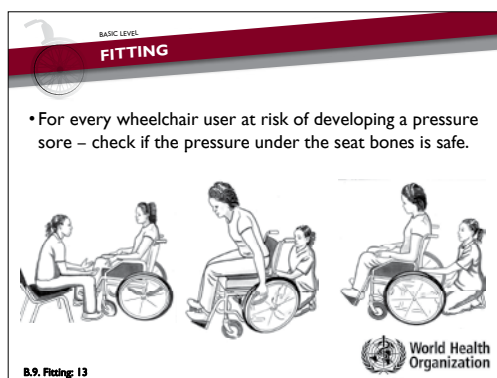 BASIC LEVEL
FITTING
• For every wheelchair user at risk of developing a pressure
sore – check if the pressure under the seat bones is safe.
World Health
Organization
B.9. Fitting: 13